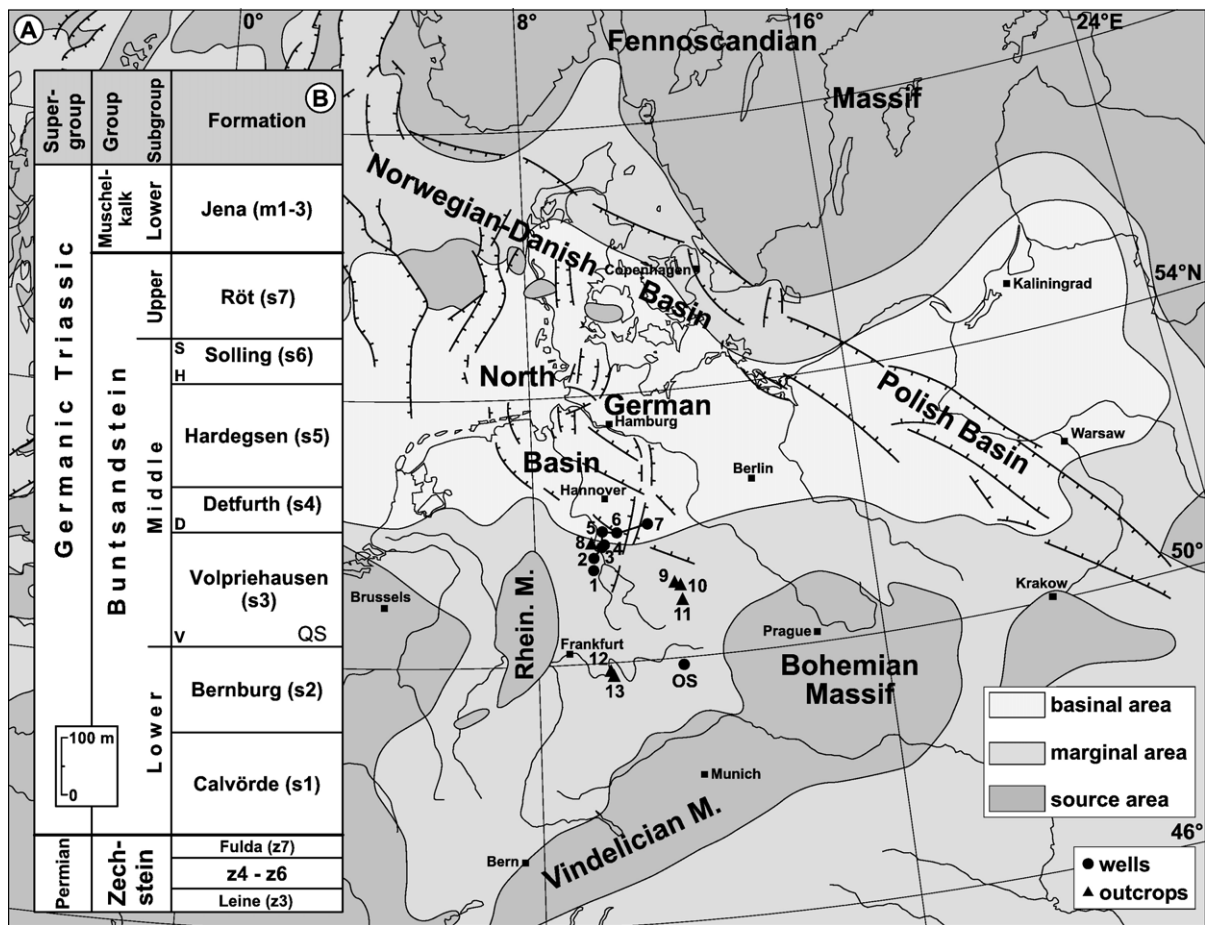 A
0°
8°
16°
24°E
Fennoscandian
Massif
B
Super-
group
Group
Subgroup
Formation
Germanic Triassic
Muschel-
kalk
Lower
Jena (m1-3)
Buntsandstein
Upper
Röt (s7)
Middle
S
H
Solling (s6)
Hardegsen (s5)
Detfurth (s4)
D
Volpriehausen
(s3)
V
QS
Lower
Bernburg (s2)
Calvörde (s1)
100 m
0
Permian
Zech-
stein
Fulda (z7)
z4 - z6
Leine (z3)
Norwegian-Danish
Basin
Copenhagen
Kaliningrad
54°N
North
German
Basin
Hamburg
Polish Basin
Warsaw
Berlin
Hannover
5
6
7
8
4
2
3
1
9
10
11
50°
Krakow
Brussels
Rhein. M.
Prague
Frankfurt
12
13
OS
Bohemian
Massif
Munich
Vindelician M.
Bern
46°
basinal area
marginal area
source area
wells
outcrops